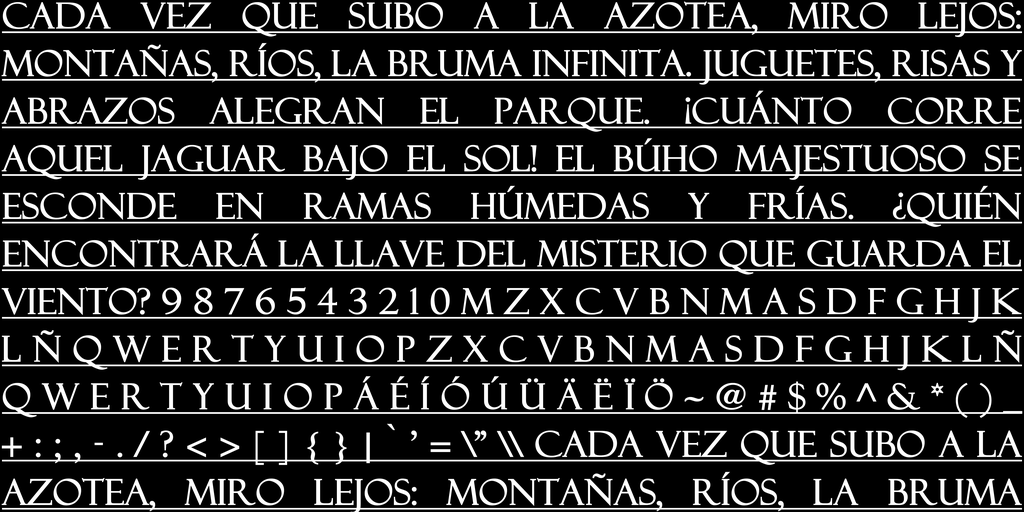 CADA VEZ QUE SUBO A LA AZOTEA, MIRO LEJOS:
MONTAÑAS, RÍOS, LA BRUMA INFINITA. JUGUETES, RISAS Y
ABRAZOS ALEGRAN EL PARQUE. ¡CUÁNTO CORRE
AQUEL JAGUAR BAJO EL SOL! EL BÚHO MAJESTUOSO SE
ESCONDE EN RAMAS HÚMEDAS Y FRÍAS. ¿QUIÉN
ENCONTRARÁ LA LLAVE DEL MISTERIO QUE GUARDA EL
VIENTO? 9 8 7 6 5 4 3 2 1 0 M Z X C V B N M A S D F G H J K
L Ñ Q W E R T Y U I O P Z X C V B N M A S D F G H J K L Ñ
Q W E R T Y U I O P Á É Í Ó Ú Ü Ä Ë Ï Ö ~ @ # $ % ^ & * ( ) _
+ : ; , - . / ? < > [ ] { } | ` ' = \" \\ CADA VEZ QUE SUBO A LA
AZOTEA, MIRO LEJOS: MONTAÑAS, RÍOS, LA BRUMA